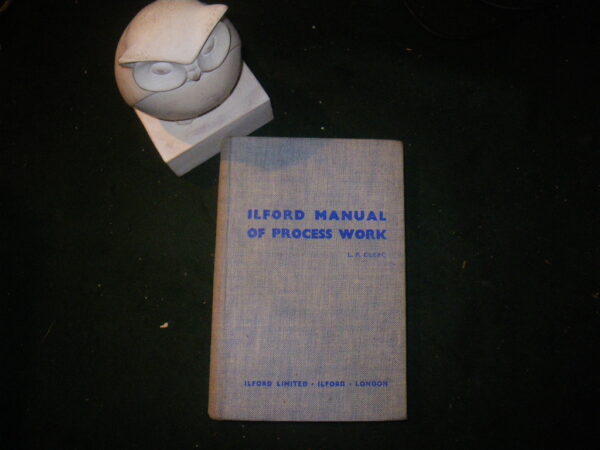 ILFORD MANUAL
OF PROCESS WORK
L. P. CLERC
ILFORD LIMITED · ILFORD · LONDON